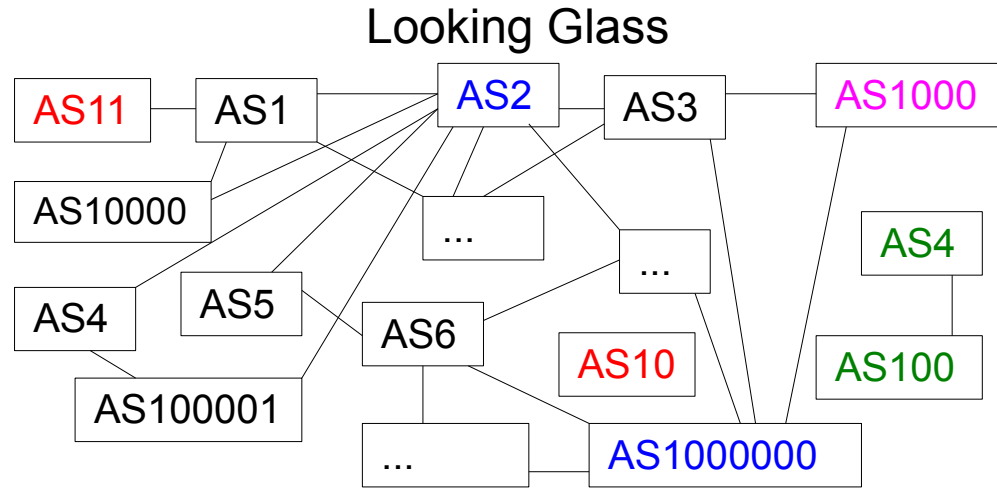 Looking Glass
AS11
AS1
AS2
AS3
AS1000
AS10000
...
...
AS4
AS4
AS5
AS6
AS10
AS100
AS100001
...
AS1000000